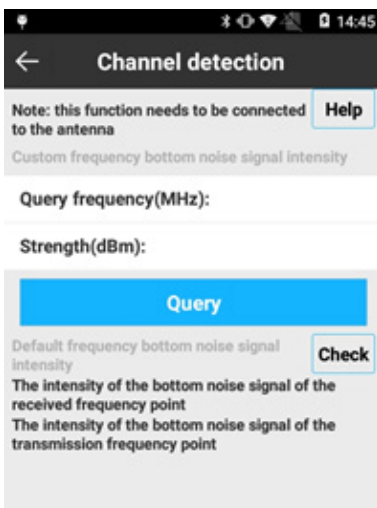 14:45
Channel detection
Note: this function needs to be connected
to the antenna
Help
Custom frequency bottom noise signal intensity
Query frequency(MHz):
Strength(dBm):
Query
Default frequency bottom noise signal
intensity
Check
The intensity of the bottom noise signal of the
received frequency point
The intensity of the bottom noise signal of the
transmission frequency point